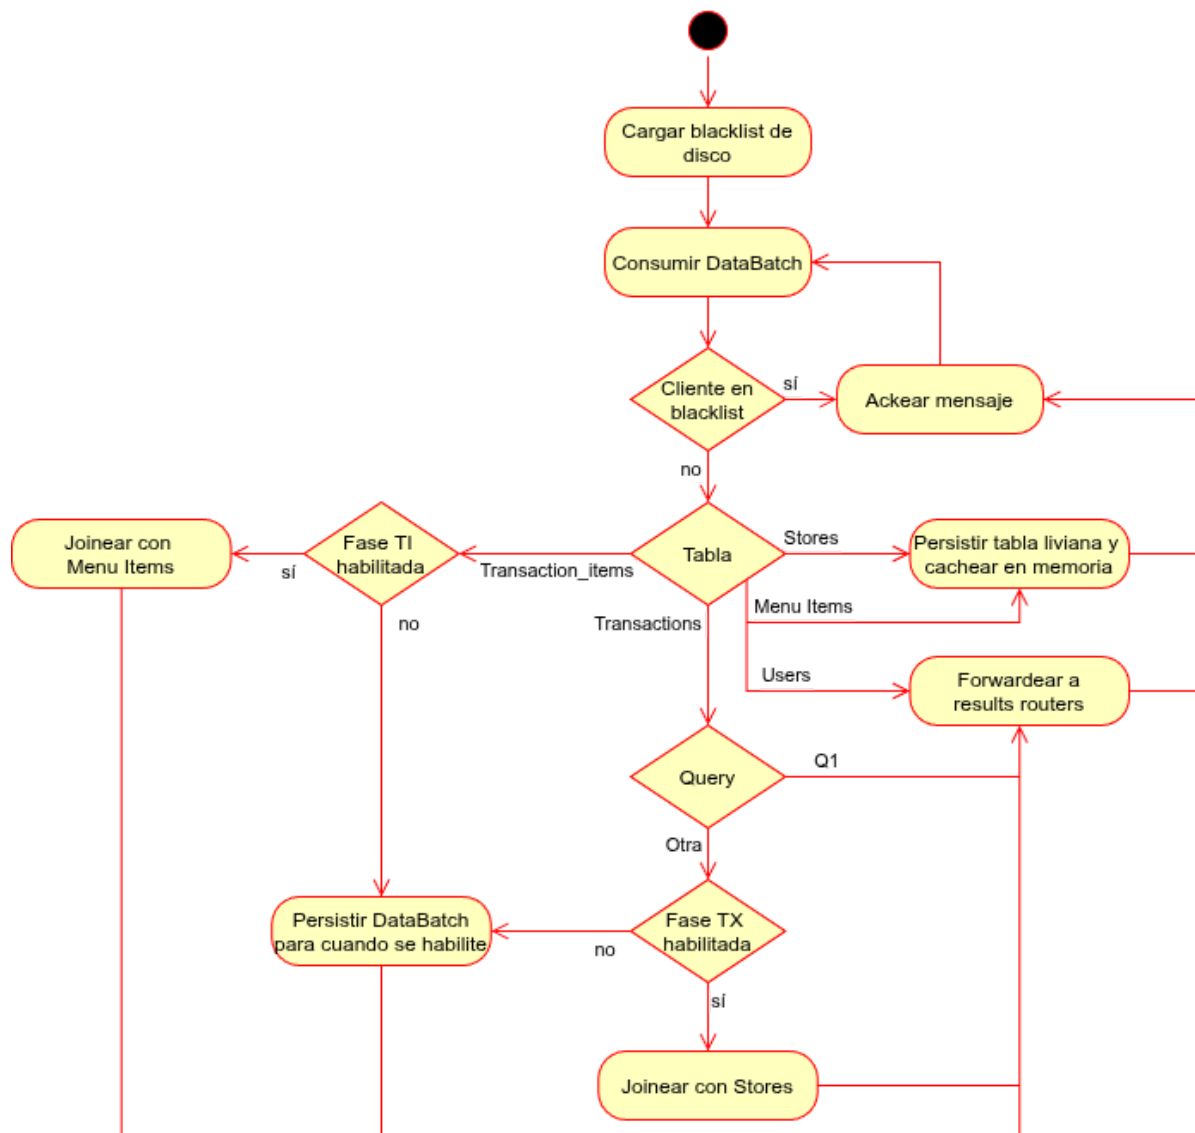 Cargar blacklist de
disco
Consumir DataBatch
Cliente en
blacklist
sí
Ackear mensaje
no
Joinear con
Menu Items
sí
Fase TI
habilitada
Transaction_items
Tabla
Stores
Persistir tabla liviana y
cachear en memoria
no
Transactions
Menu Items
Users
Forwardear a
results routers
Query
Q1
Otra
Persistir DataBatch
para cuando se habilite
no
Fase TX
habilitada
sí
Joinear con Stores